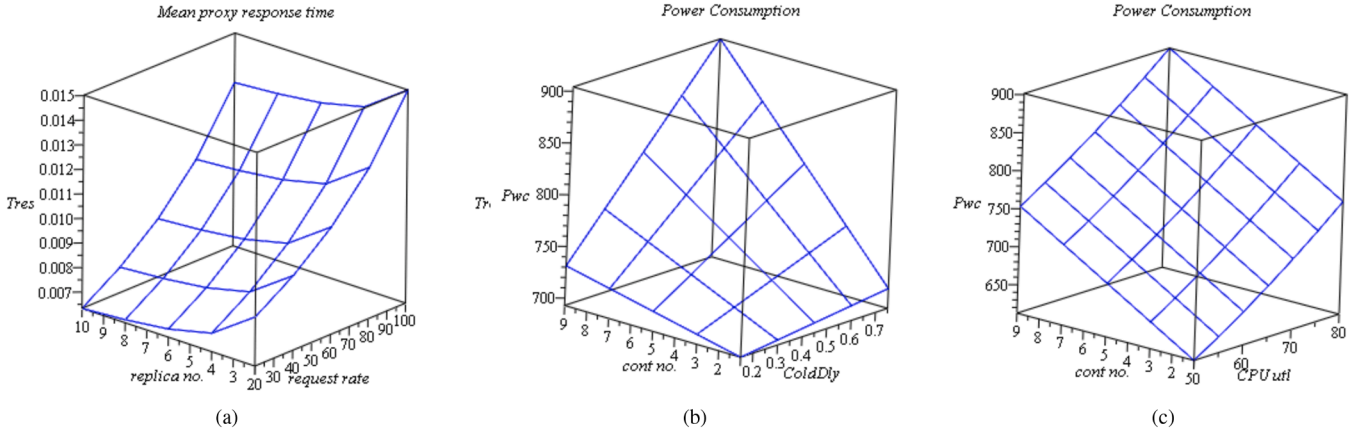 Mean proxy response time
0.015
0.014
0.013
0.012
0.011
0.010
0.009
0.008
0.007
Tres
10 9 8 7 6 5 4 3
replica no.
20 30 40 50 60 70 80 90 100
request rate
(a)
Power Consumption
900
850
800
750
700
Tr
Pwc
9 8 7 6 5 4 3 2
cont no.
0.2 0.3 0.4 0.5 0.6 0.7
ColdDly
(b)
Power Consumption
900
850
800
750
700
650
Pwc
9 8 7 6 5 4 3 2
cont no.
50 60 70 80
CPU utl
(c)